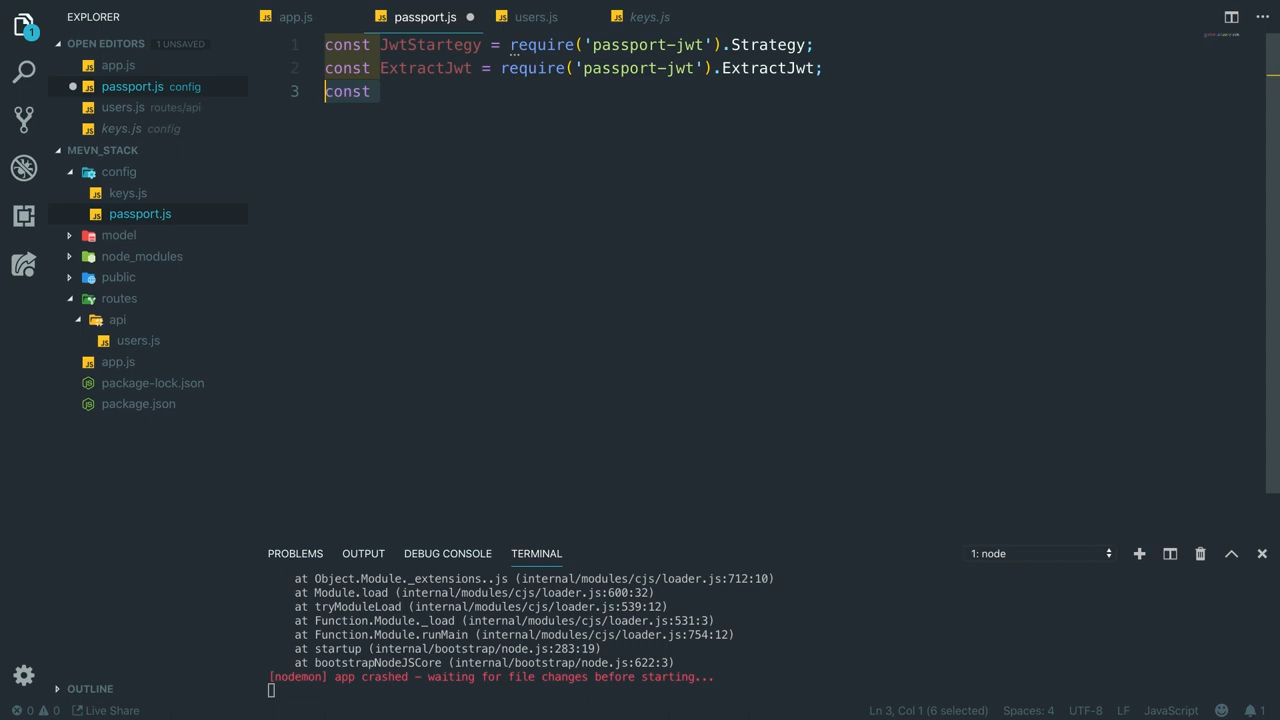 EXPLORER
OPEN EDITORS 1 UNSAVED
app.js
passport.js config
users.js routes/api
keys.js config
MEVN_STACK
config
keys.js
passport.js
model
node_modules
public
routes
api
users.js
app.js
package-lock.json
package.json
OUTLINE
app.js passport.js users.js keys.js
1 const JwtStartegy = require('passport-jwt').Strategy;
2 const ExtractJwt = require('passport-jwt').ExtractJwt;
3 const
PROBLEMS OUTPUT DEBUG CONSOLE TERMINAL 1: node
at Object.Module._extensions..js (internal/modules/cjs/loader.js:712:10)
at Module.load (internal/modules/cjs/loader.js:600:32)
at tryModuleLoad (internal/modules/cjs/loader.js:539:12)
at Function.Module._load (internal/modules/cjs/loader.js:531:3)
at Function.Module.runMain (internal/modules/cjs/loader.js:754:12)
at startup (internal/bootstrap/node.js:283:19)
at bootstrapNodeJSCore (internal/bootstrap/node.js:622:3)
[nodemon] app crashed - waiting for file changes before starting...
0 0 Live Share Ln 3, Col 1 (6 selected) Spaces: 4 UTF-8 LF JavaScript 1